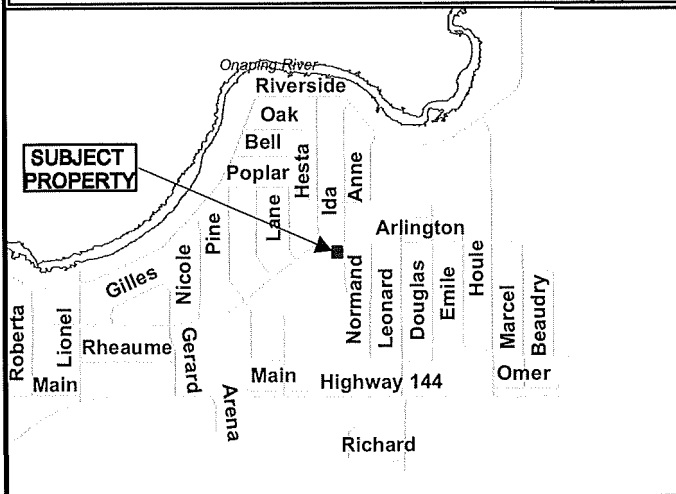 Onaping River
Riverside
Oak
Bell
SUBJECT
PROPERTY
Poplar
Hesta
Ida
Anne
Pine
Lane
Arlington
Gilles
Nicole
Normand
Leonard
Douglas
Emile
Houle
Marcel
Beaudry
Roberta
Lionel
Rheaume
Gerard
Main
Arena
Main
Highway 144
Omer
Richard